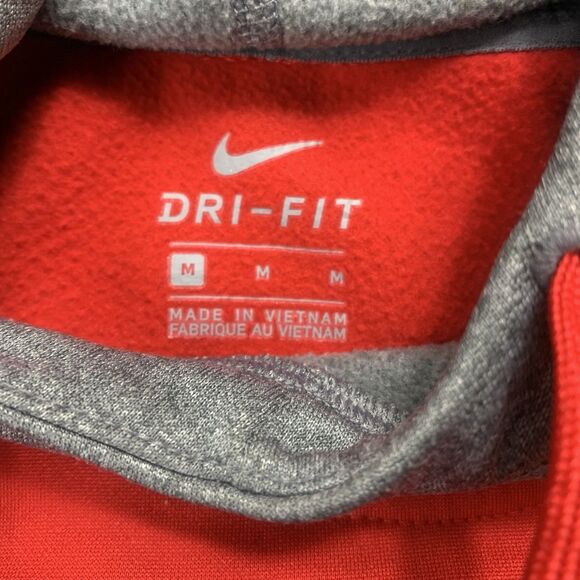 DRI-FIT
M M M
MADE IN VIETNAM
FABRIQUE AU VIETNAM